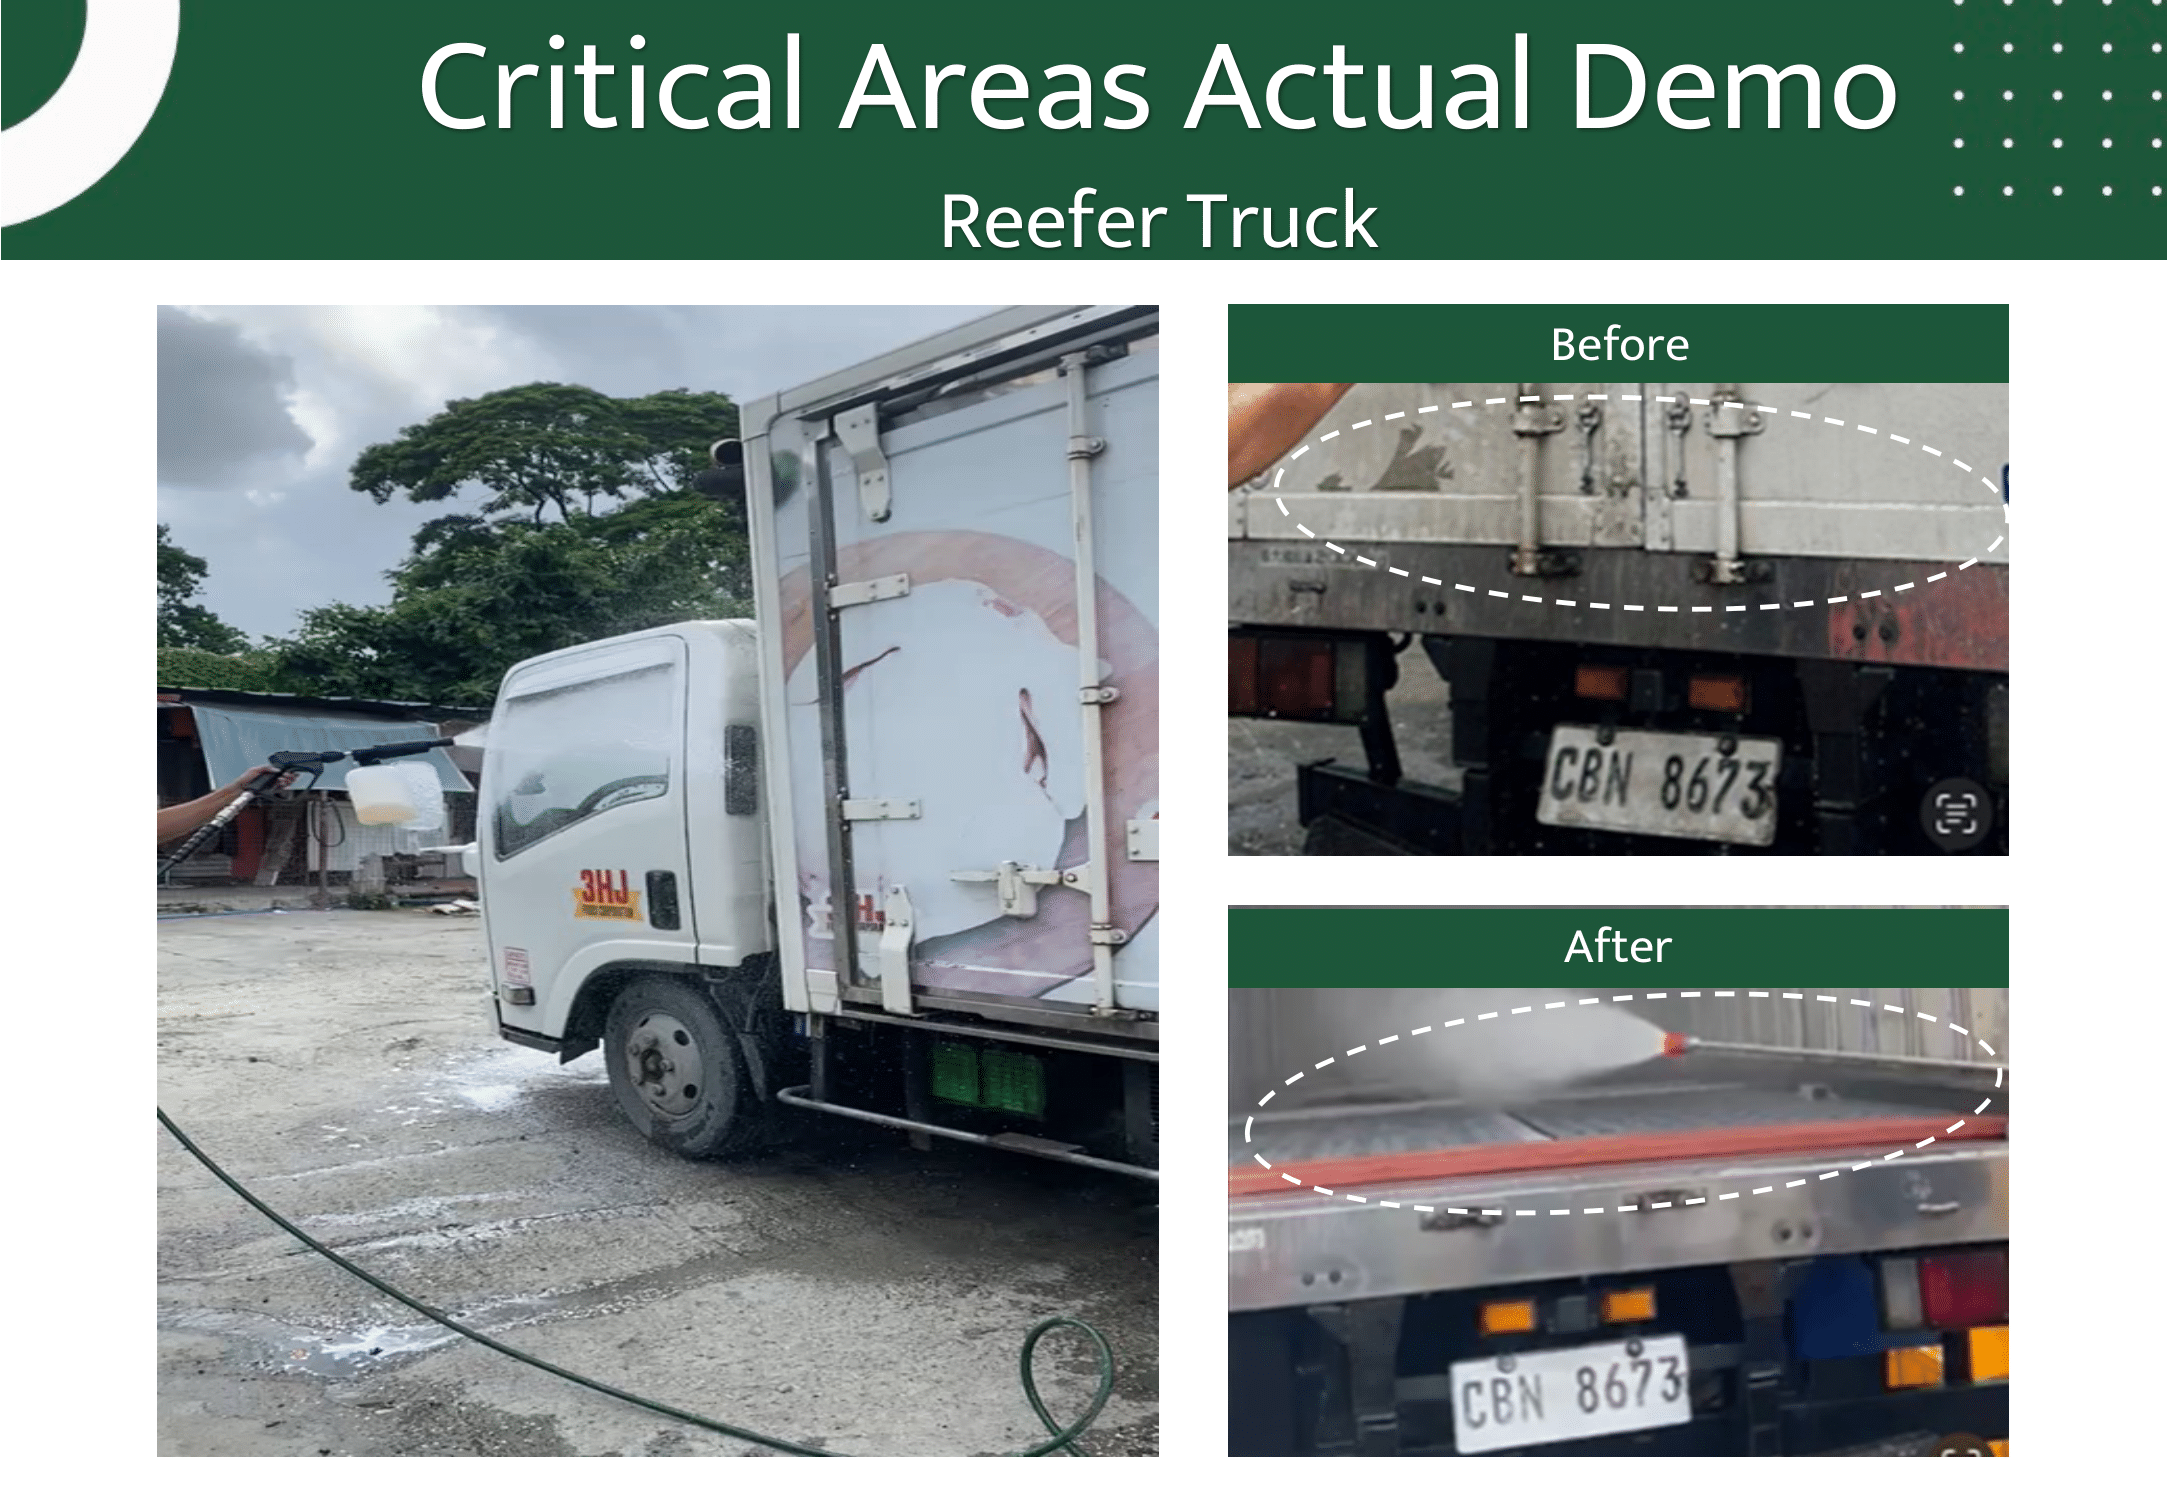 Critical Areas Actual Demo
Reefer Truck
3HJ
Before
CBN 8673
After
CBN 8673